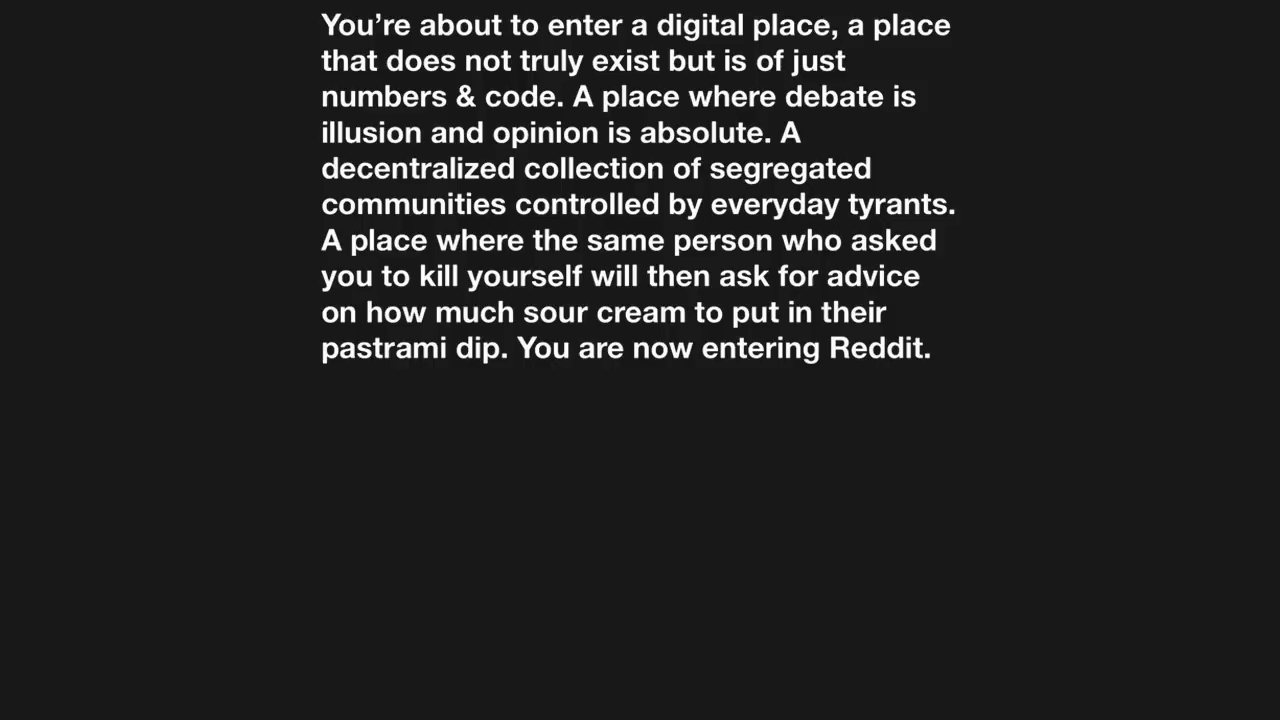 You’re about to enter a digital place, a place
that does not truly exist but is of just
numbers & code. A place where debate is
illusion and opinion is absolute. A
decentralized collection of segregated
communities controlled by everyday tyrants.
A place where the same person who asked
you to kill yourself will then ask for advice
on how much sour cream to put in their
pastrami dip. You are now entering Reddit.